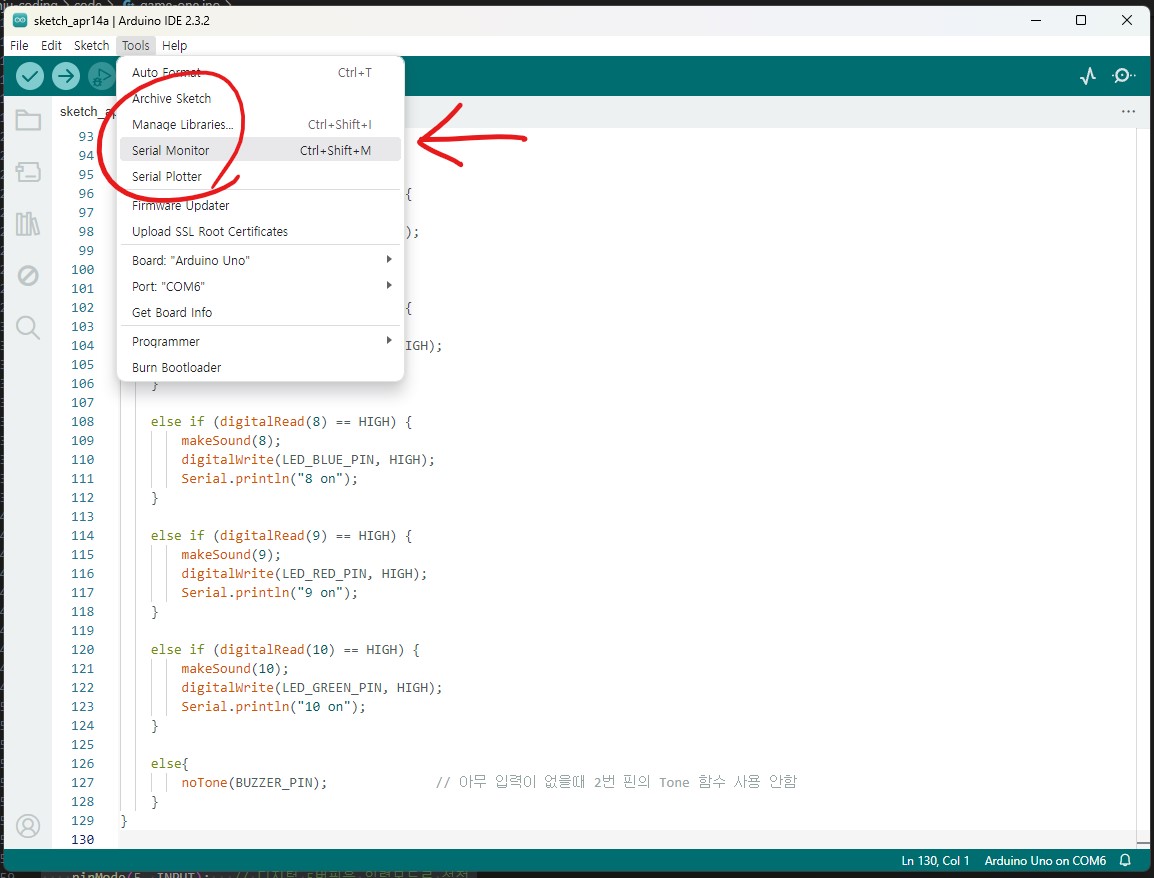 sketch_apr14a | Arduino IDE 2.3.2
File Edit Sketch Tools Help
Auto Format Ctrl+T
Archive Sketch
Manage Libraries... Ctrl+Shift+I
Serial Monitor Ctrl+Shift+M
Serial Plotter
Firmware Updater
Upload SSL Root Certificates
Board: "Arduino Uno"
Port: "COM6"
Get Board Info
Programmer
Burn Bootloader
sketch_ap
93
94
95
96 {
97
98 );
99
100
101
102 {
103
104 IGH);
105
106 }
107
108 else if (digitalRead(8) == HIGH) {
109 makeSound(8);
110 digitalWrite(LED_BLUE_PIN, HIGH);
111 Serial.println("8 on");
112 }
113
114 else if (digitalRead(9) == HIGH) {
115 makeSound(9);
116 digitalWrite(LED_RED_PIN, HIGH);
117 Serial.println("9 on");
118 }
119
120 else if (digitalRead(10) == HIGH) {
121 makeSound(10);
122 digitalWrite(LED_GREEN_PIN, HIGH);
123 Serial.println("10 on");
124 }
125
126 else{
127 noTone(BUZZER_PIN); // 아무 입력이 없을때 2번 핀의 Tone 함수 사용 안함
128 }
129 }
130
Ln 130, Col 1 Arduino Uno on COM6